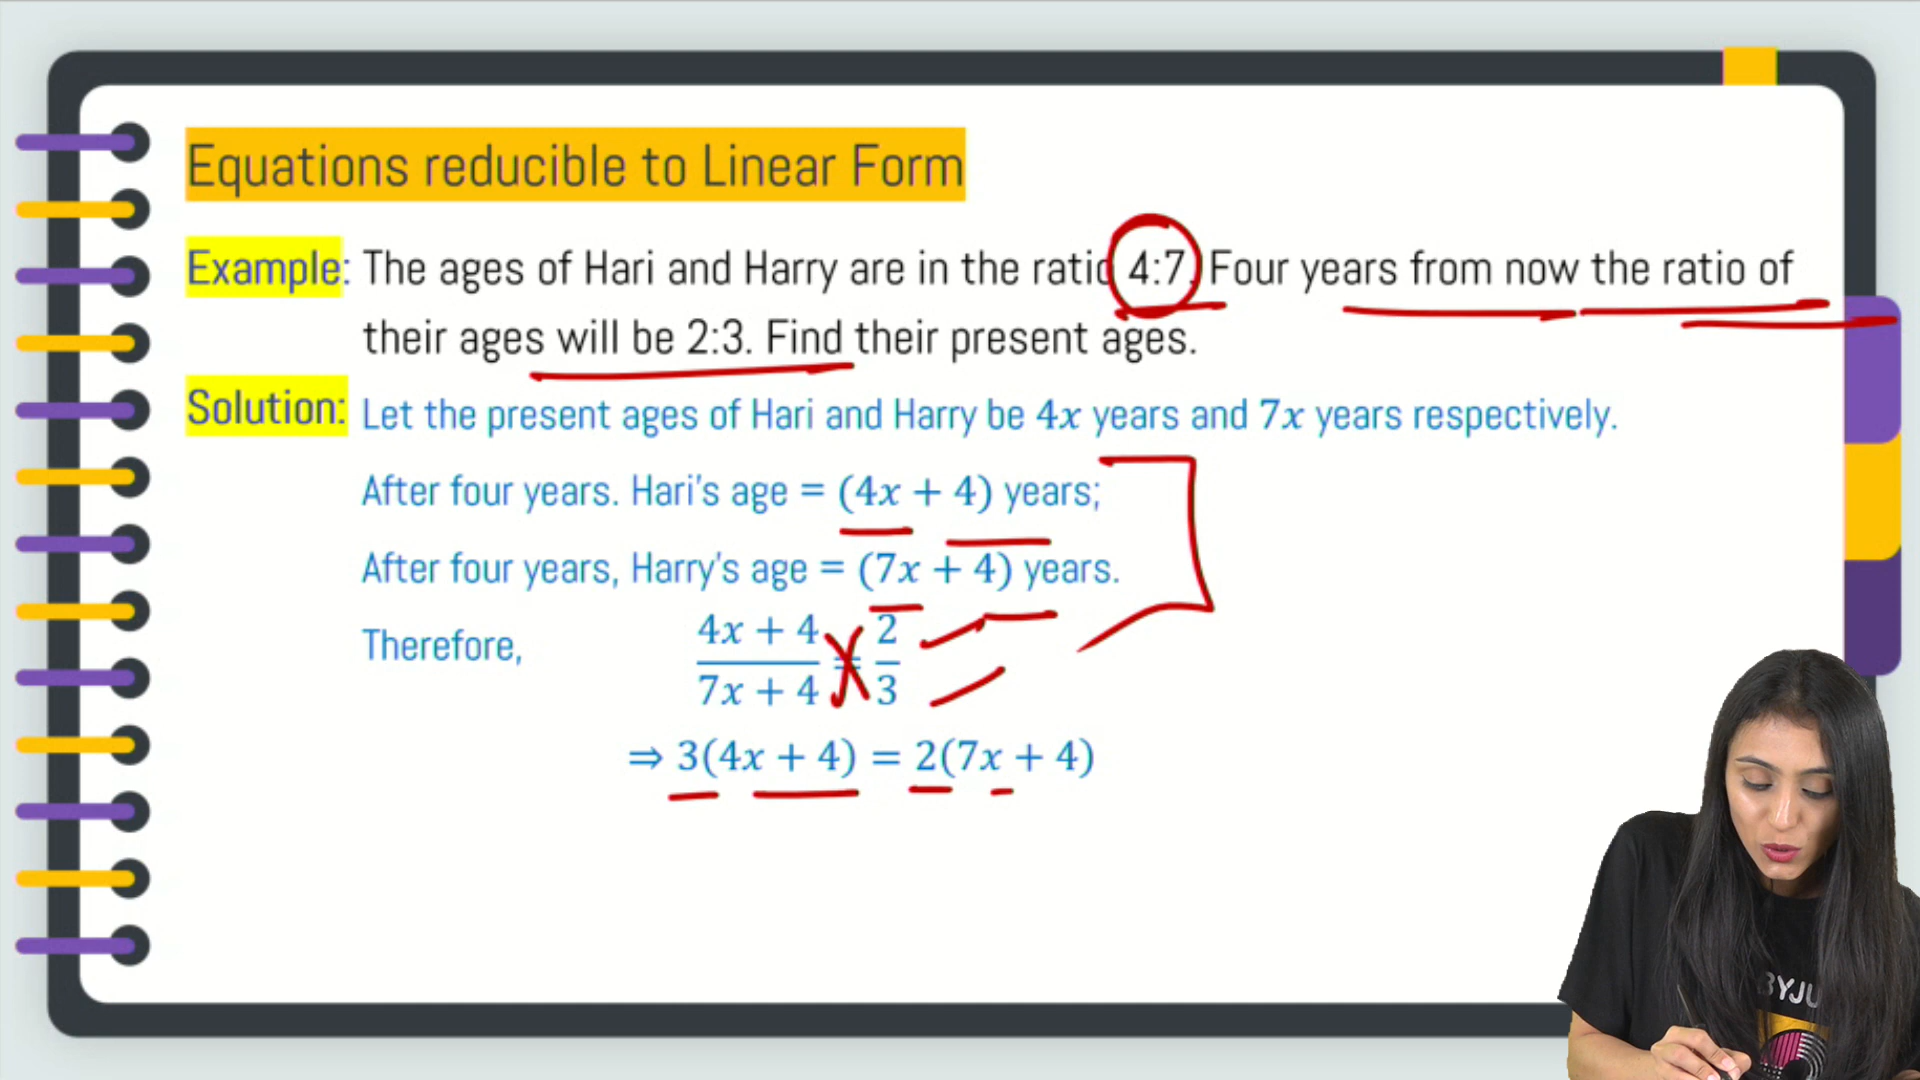 Equations reducible to Linear Form
Example: The ages of Hari and Harry are in the ratio 4:7. Four years from now the ratio of
their ages will be 2:3. Find their present ages.
Solution: Let the present ages of Hari and Harry be 4x years and 7x years respectively.
After four years. Hari's age = (4x + 4) years;
After four years, Harry's age = (7x + 4) years.
Therefore, (4x + 4)/(7x + 4) = 2/3
⇒ 3(4x + 4) = 2(7x + 4)
BYJU